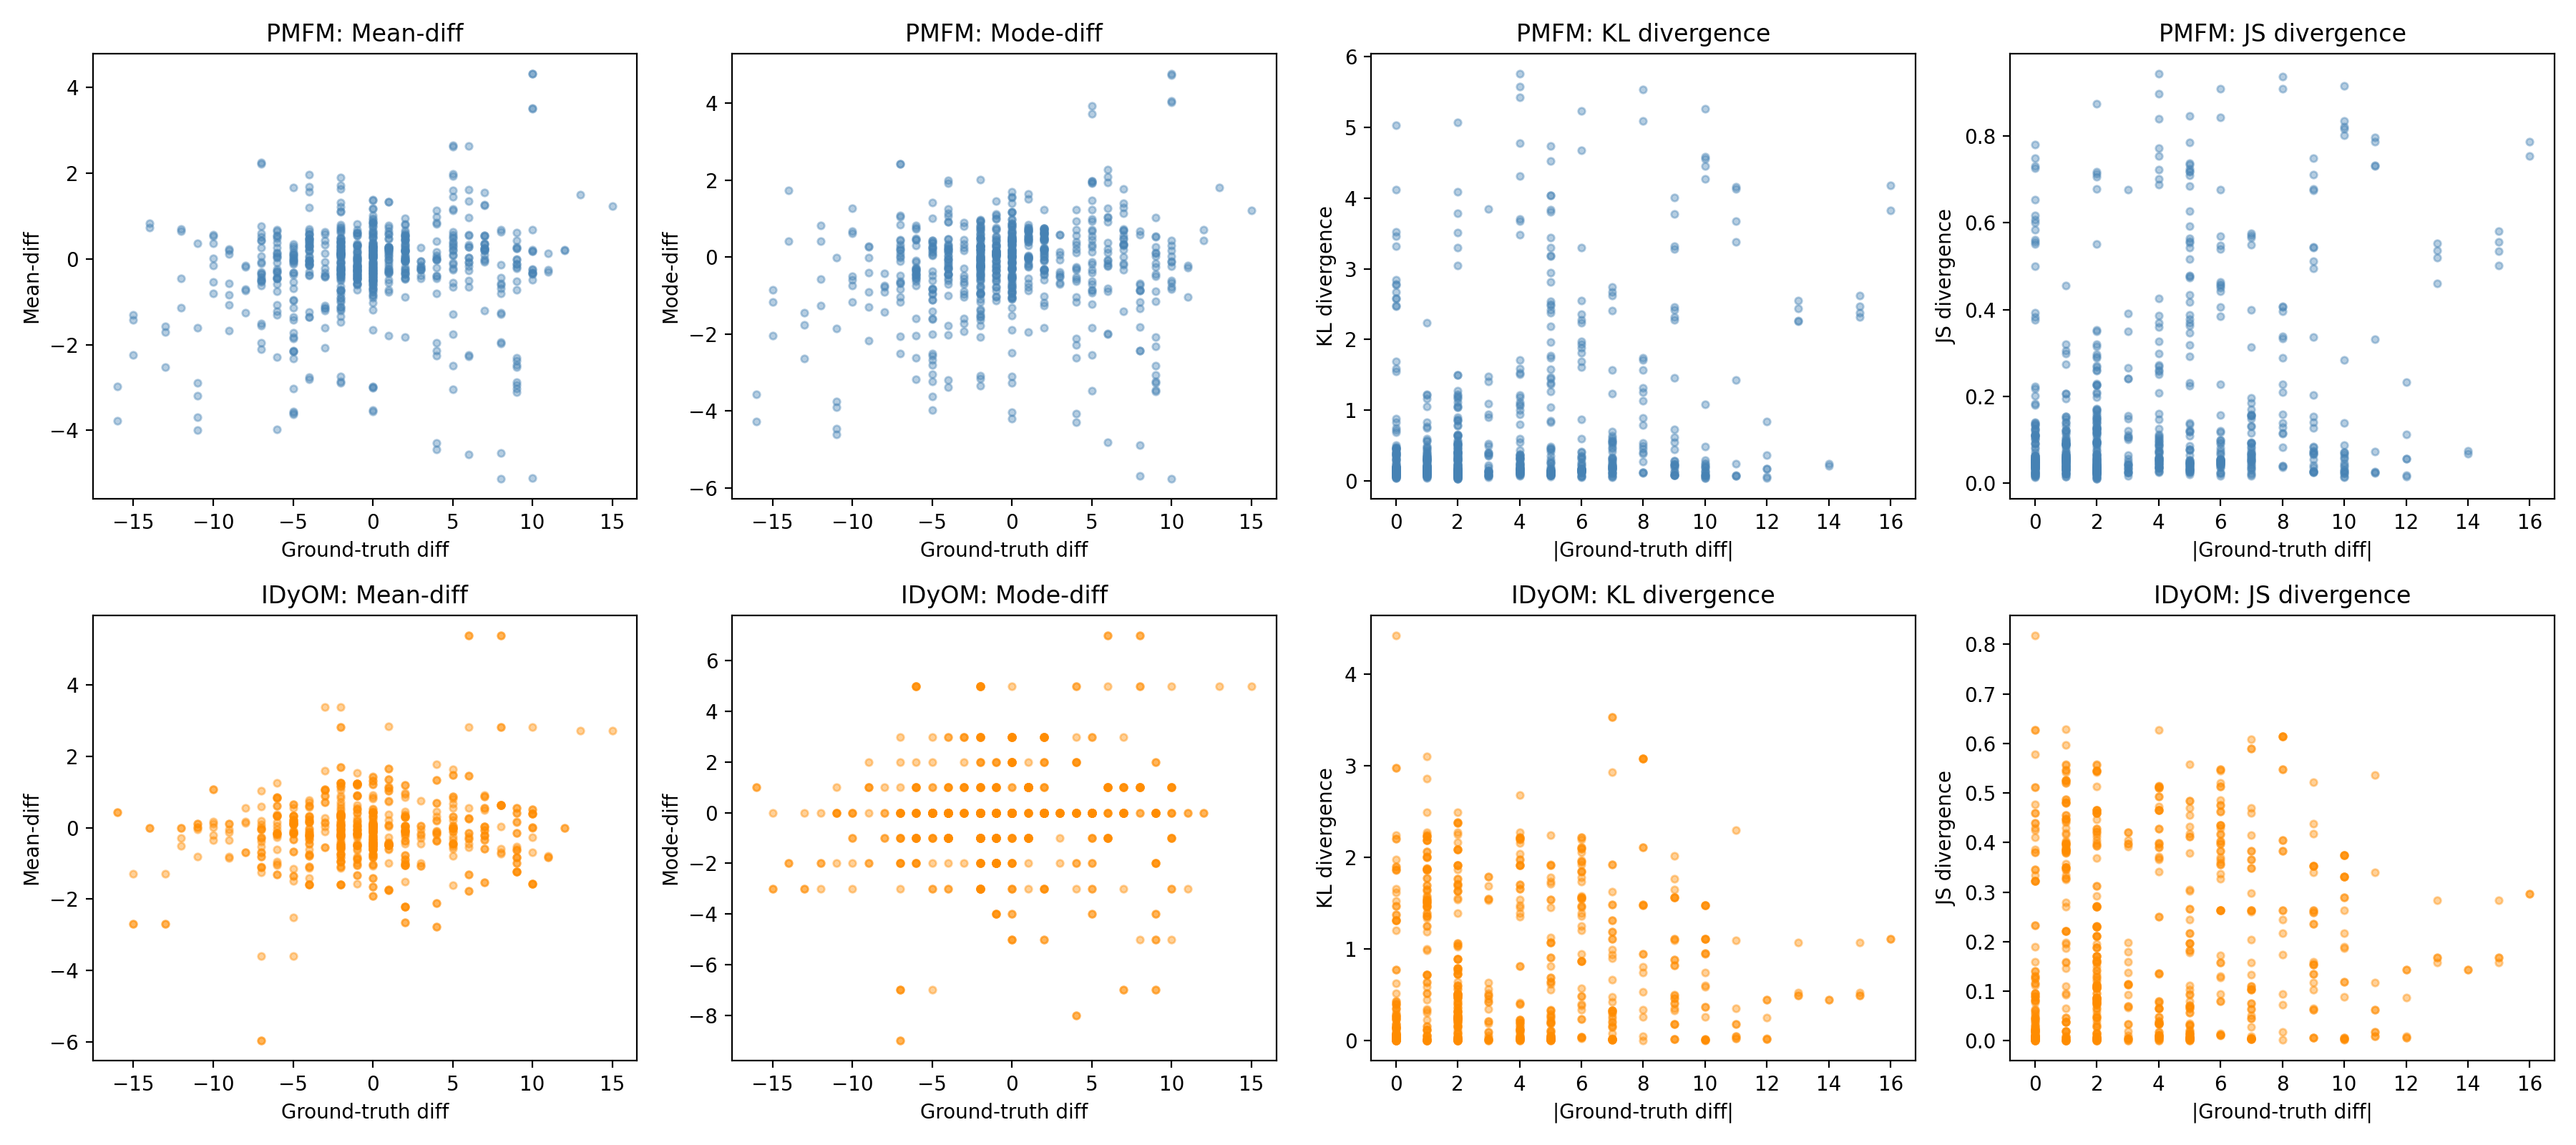 PMFM: Mean-diff
4
2
0
−2
−4
Mean-diff
−15 −10 −5 0 5 10 15
Ground-truth diff
PMFM: Mode-diff
4
2
0
−2
−4
−6
Mode-diff
−15 −10 −5 0 5 10 15
Ground-truth diff
PMFM: KL divergence
6
5
4
3
2
1
0
KL divergence
0 2 4 6 8 10 12 14 16
|Ground-truth diff|
PMFM: JS divergence
0.8
0.6
0.4
0.2
0.0
JS divergence
0 2 4 6 8 10 12 14 16
|Ground-truth diff|
IDyOM: Mean-diff
4
2
0
−2
−4
−6
Mean-diff
−15 −10 −5 0 5 10 15
Ground-truth diff
IDyOM: Mode-diff
6
4
2
0
−2
−4
−6
−8
Mode-diff
−15 −10 −5 0 5 10 15
Ground-truth diff
IDyOM: KL divergence
4
3
2
1
0
KL divergence
0 2 4 6 8 10 12 14 16
|Ground-truth diff|
IDyOM: JS divergence
0.8
0.7
0.6
0.5
0.4
0.3
0.2
0.1
0.0
JS divergence
0 2 4 6 8 10 12 14 16
|Ground-truth diff|